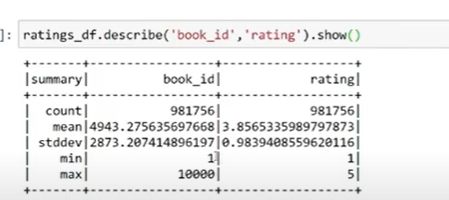 ]: ratings_df.describe('book_id','rating').show()
+-------+-----------------+------------------+
|summary| book_id| rating|
+-------+-----------------+------------------+
| count| 981756| 981756|
| mean|4943.275635697668|3.8565335989797873|
| stddev|2873.207414896197|0.9839408559620116|
| min| 1| 1|
| max| 10000| 5|
+-------+-----------------+------------------+